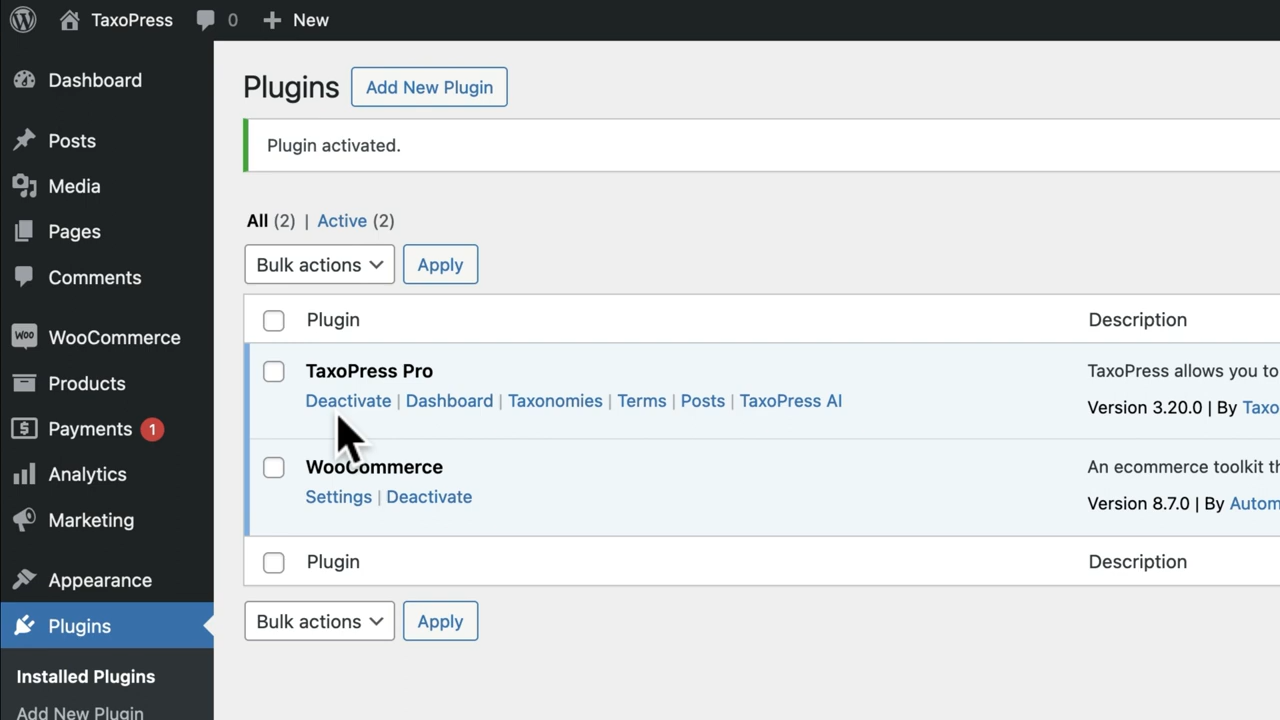 TaxoPress 0 New
Dashboard
Posts
Media
Pages
Comments
WooCommerce
Products
Payments 1
Analytics
Marketing
Appearance
Plugins
Installed Plugins
Add New Plugin
Plugins Add New Plugin
Plugin activated.
All (2) | Active (2)
Bulk actions Apply
Plugin Description
TaxoPress Pro TaxoPress allows you to
Deactivate | Dashboard | Taxonomies | Terms | Posts | TaxoPress AI Version 3.20.0 | By Taxo
WooCommerce An ecommerce toolkit th
Settings | Deactivate Version 8.7.0 | By Autom
Plugin Description
Bulk actions Apply